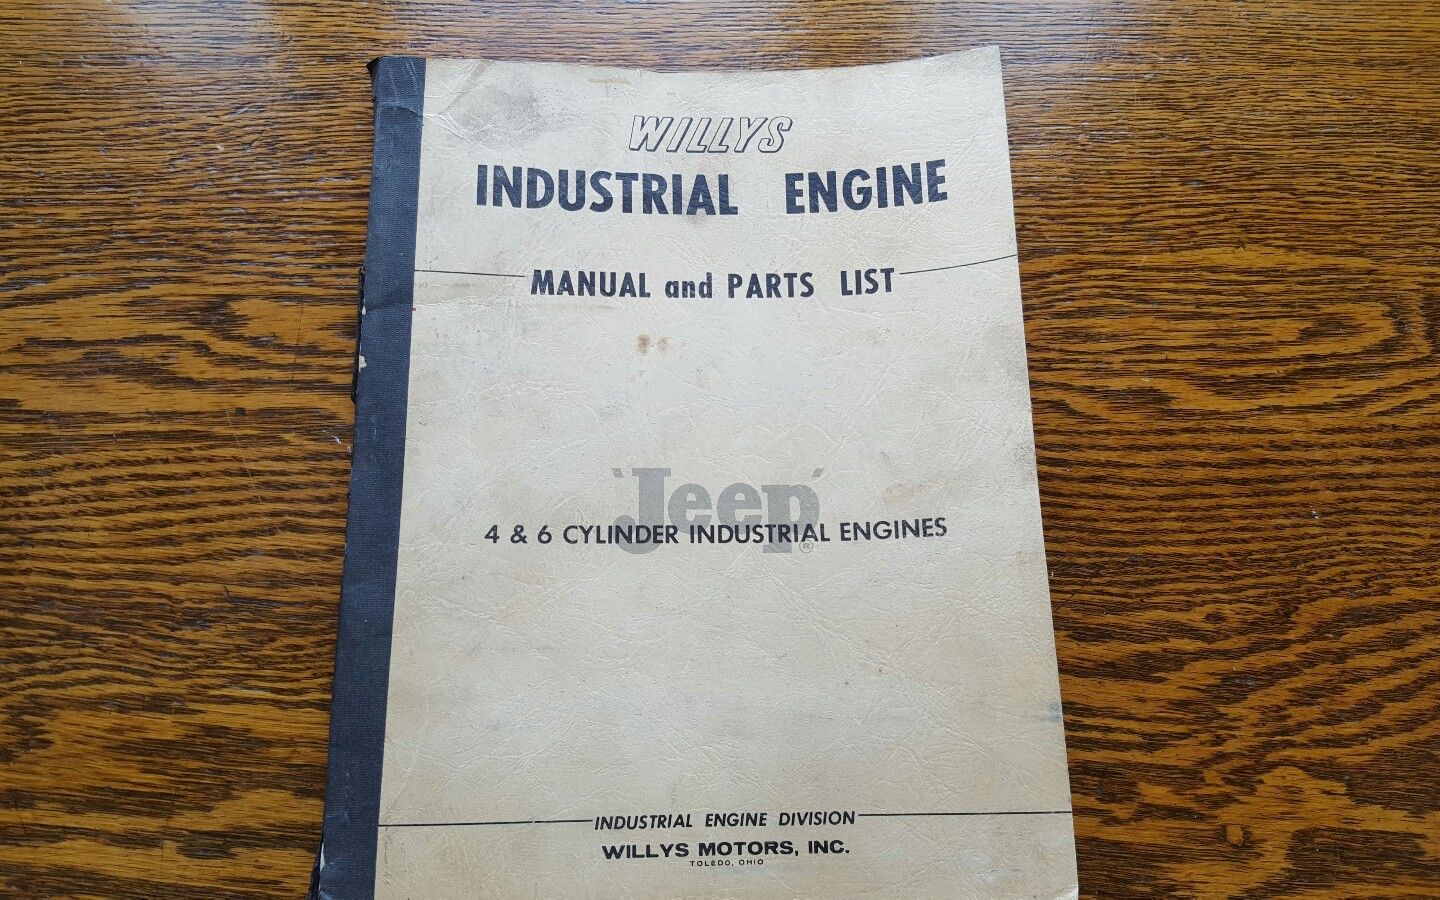 WILLYS
INDUSTRIAL ENGINE
MANUAL and PARTS LIST
'Jeep'®
4 & 6 CYLINDER INDUSTRIAL ENGINES
INDUSTRIAL ENGINE DIVISION
WILLYS MOTORS, INC.
TOLEDO, OHIO